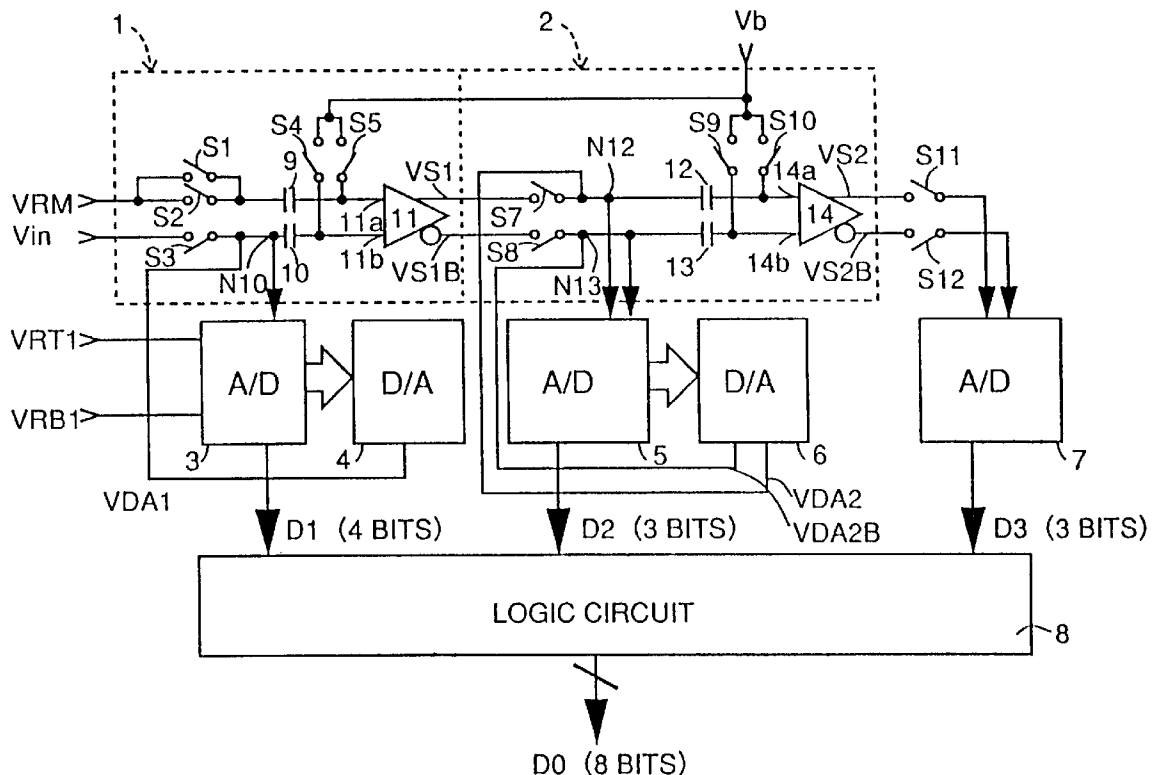 1
2
Vb
S1
S4
S5
9
S9
S10
N12
12
VS2
VS1
S11
14a
VRM
S2
11a
11
S7
14
Vin
S3
N10
10
11b
VS1B
S8
N13
13
14b
VS2B
S12
VRT1
A/D
D/A
A/D
D/A
A/D
VRB1
3
4
5
6
7
VDA1
VDA2
VDA2B
D1 (4 BITS)
D2 (3 BITS)
D3 (3 BITS)
LOGIC CIRCUIT
8
D0 (8 BITS)